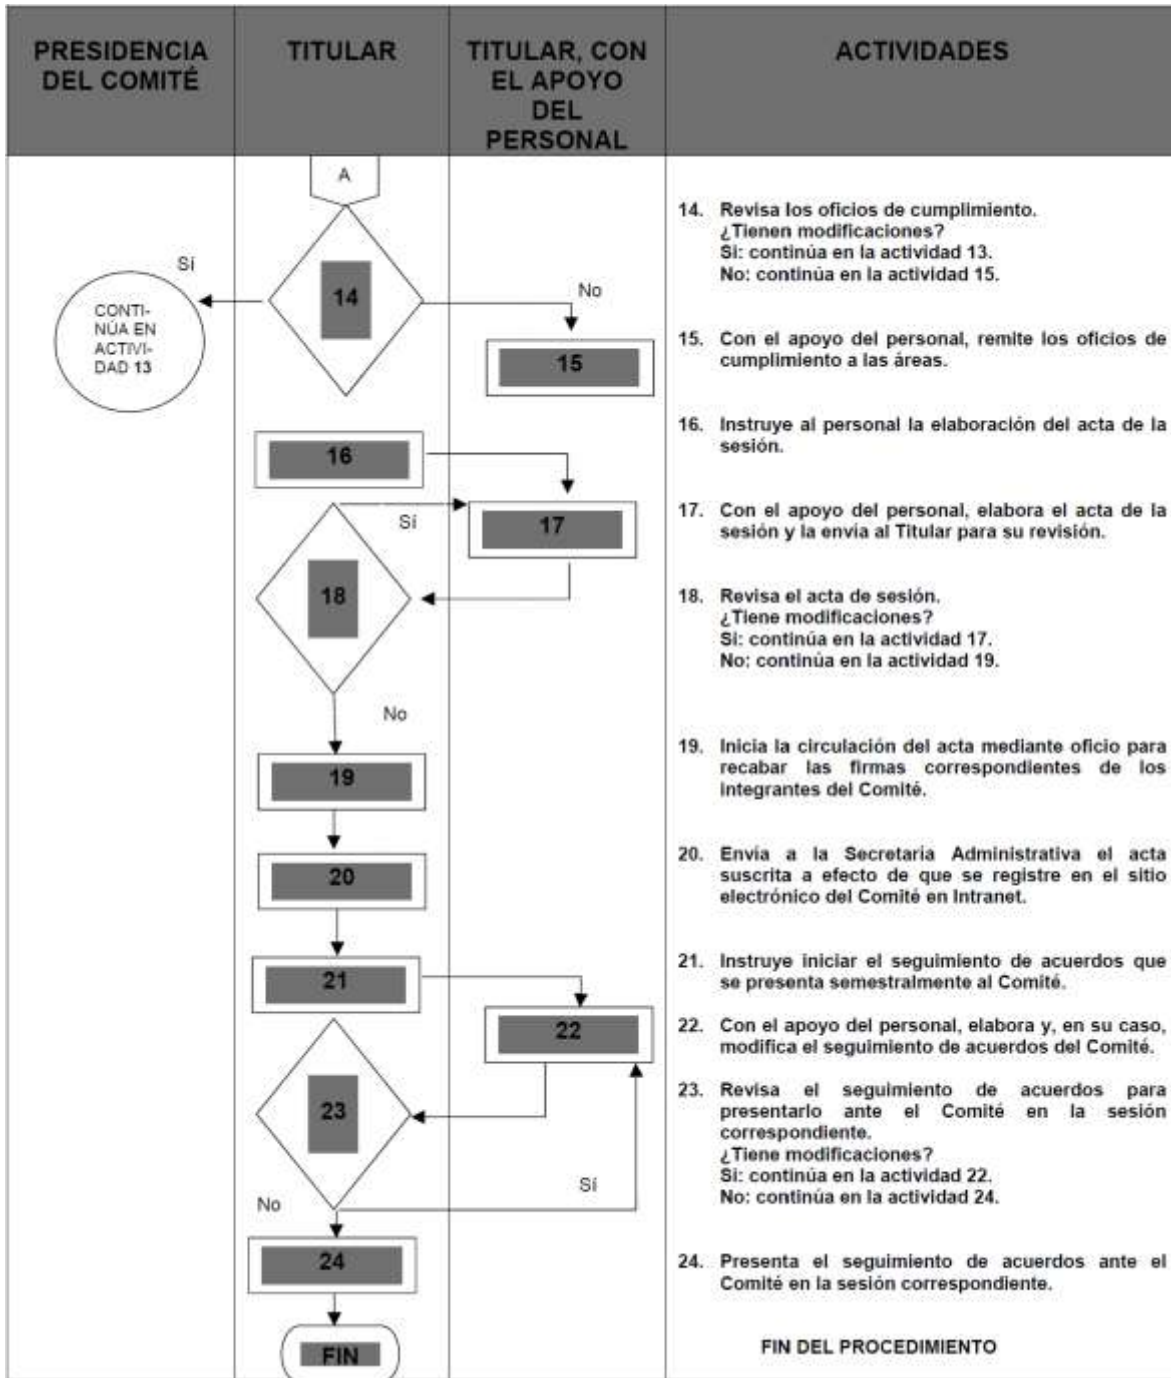 PRESIDENCIA
DEL COMITÉ
TITULAR
TITULAR, CON
EL APOYO
DEL
PERSONAL
ACTIVIDADES
A
14
Sí
No
CONTI-
NÚA EN
ACTIVI-
DAD 13
15
16
17
Sí
18
No
19
20
21
22
23
Sí
No
24
FIN
14. Revisa los oficios de cumplimiento.
¿Tienen modificaciones?
Sí: continúa en la actividad 13.
No: continúa en la actividad 15.
15. Con el apoyo del personal, remite los oficios de
cumplimiento a las áreas.
16. Instruye al personal la elaboración del acta de la
sesión.
17. Con el apoyo del personal, elabora el acta de la
sesión y la envía al Titular para su revisión.
18. Revisa el acta de sesión.
¿Tiene modificaciones?
Sí: continúa en la actividad 17.
No: continúa en la actividad 19.
19. Inicia la circulación del acta mediante oficio para
recabar las firmas correspondientes de los
integrantes del Comité.
20. Envía a la Secretaría Administrativa el acta
suscrita a efecto de que se registre en el sitio
electrónico del Comité en Intranet.
21. Instruye iniciar el seguimiento de acuerdos que
se presenta semestralmente al Comité.
22. Con el apoyo del personal, elabora y, en su caso,
modifica el seguimiento de acuerdos del Comité.
23. Revisa el seguimiento de acuerdos para
presentarlo ante el Comité en la sesión
correspondiente.
¿Tiene modificaciones?
Sí: continúa en la actividad 22.
No: continúa en la actividad 24.
24. Presenta el seguimiento de acuerdos ante el
Comité en la sesión correspondiente.
FIN DEL PROCEDIMIENTO